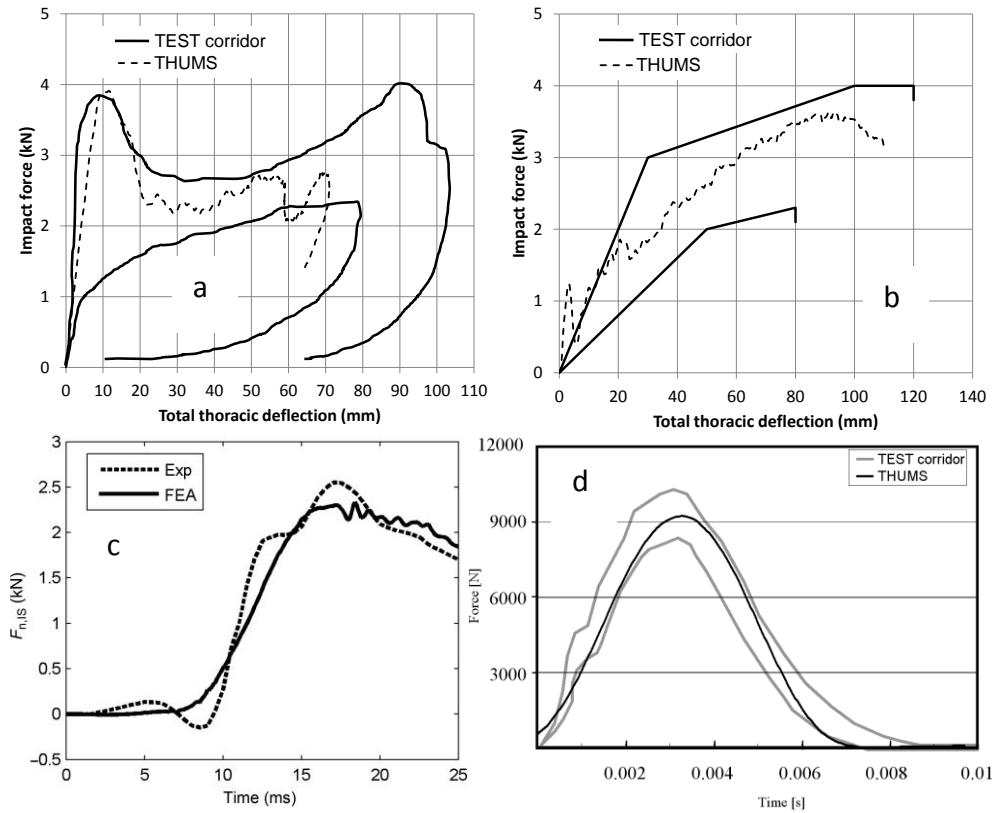 5
4
3
2
1
0
Impact force (kN)
TEST corridor
THUMS
a
0 10 20 30 40 50 60 70 80 90 100 110
Total thoracic deflection (mm)
5
4
3
2
1
0
Impact force (kN)
TEST corridor
THUMS
b
0 20 40 60 80 100 120 140
Total thoracic deflection (mm)
3
2.5
2
1.5
1
0.5
0
−0.5
Fn,IS (kN)
Exp
FEA
c
0 5 10 15 20 25
Time (ms)
12000
9000
6000
3000
Force [N]
d
TEST corridor
THUMS
0.002 0.004 0.006 0.008 0.01
Time [s]